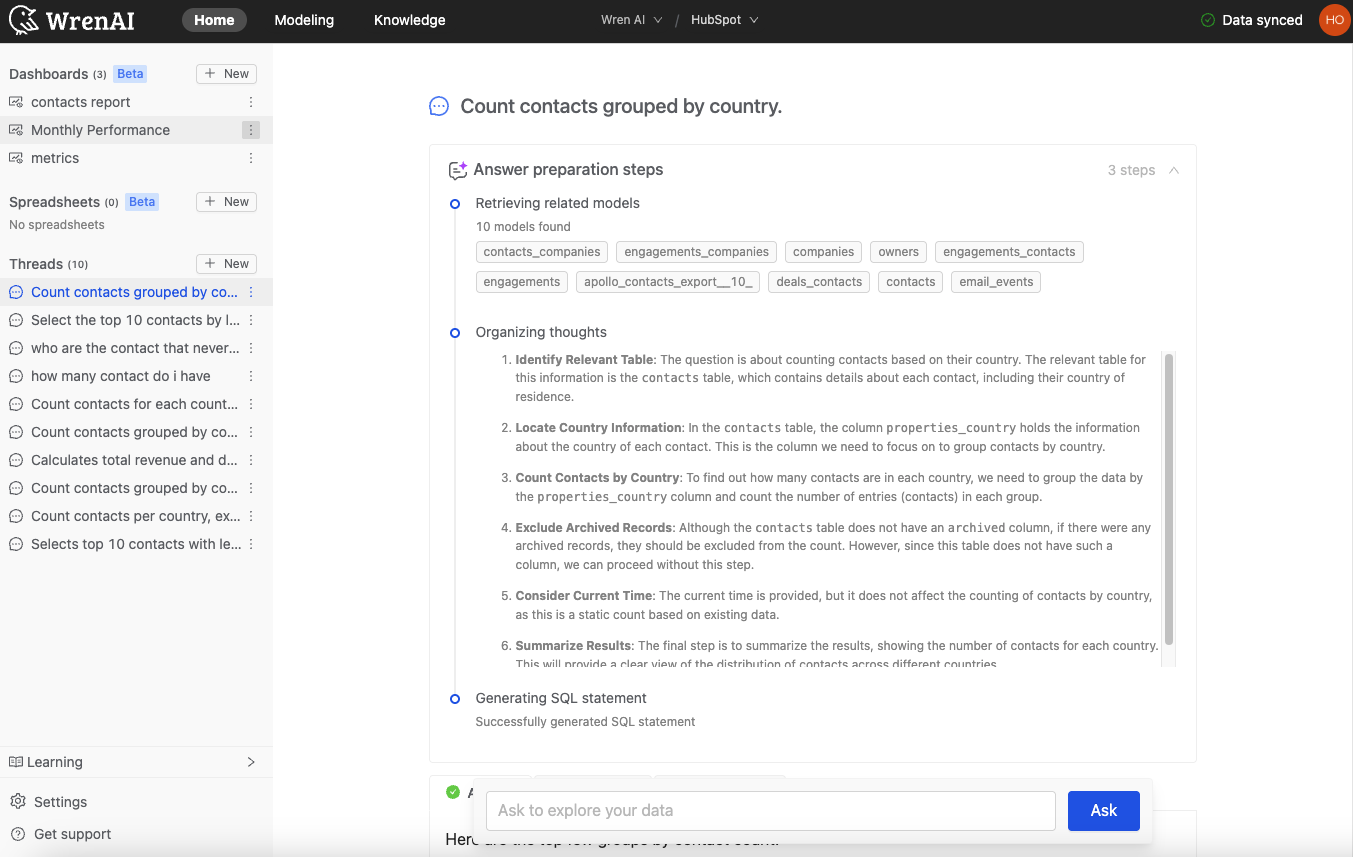 WrenAI
Home
Modeling
Knowledge
Wren AI / HubSpot
Data synced
HO
Dashboards (3) Beta
+ New
contacts report
Monthly Performance
metrics
Spreadsheets (0) Beta
+ New
No spreadsheets
Threads (10)
+ New
Count contacts grouped by co...
Select the top 10 contacts by l...
who are the contact that never...
how many contact do i have
Count contacts for each count...
Count contacts grouped by co...
Calculates total revenue and d...
Count contacts grouped by co...
Count contacts per country, ex...
Selects top 10 contacts with le...
Learning
Settings
Get support
Count contacts grouped by country.
Answer preparation steps
3 steps
Retrieving related models
10 models found
contacts_companies engagements_companies companies owners engagements_contacts
engagements apollo_contacts_export__10_ deals_contacts contacts email_events
Organizing thoughts
1. Identify Relevant Table: The question is about counting contacts based on their country. The relevant table for
this information is the contacts table, which contains details about each contact, including their country of
residence.
2. Locate Country Information: In the contacts table, the column properties_country holds the information
about the country of each contact. This is the column we need to focus on to group contacts by country.
3. Count Contacts by Country: To find out how many contacts are in each country, we need to group the data by
the properties_country column and count the number of entries (contacts) in each group.
4. Exclude Archived Records: Although the contacts table does not have an archived column, if there were any
archived records, they should be excluded from the count. However, since this table does not have such a
column, we can proceed without this step.
5. Consider Current Time: The current time is provided, but it does not affect the counting of contacts by country,
as this is a static count based on existing data.
6. Summarize Results: The final step is to summarize the results, showing the number of contacts for each country.
This will provide a clear view of the distribution of contacts across different countries.
Generating SQL statement
Successfully generated SQL statement
Ask to explore your data
Ask
Here are the top few groups by contact count: